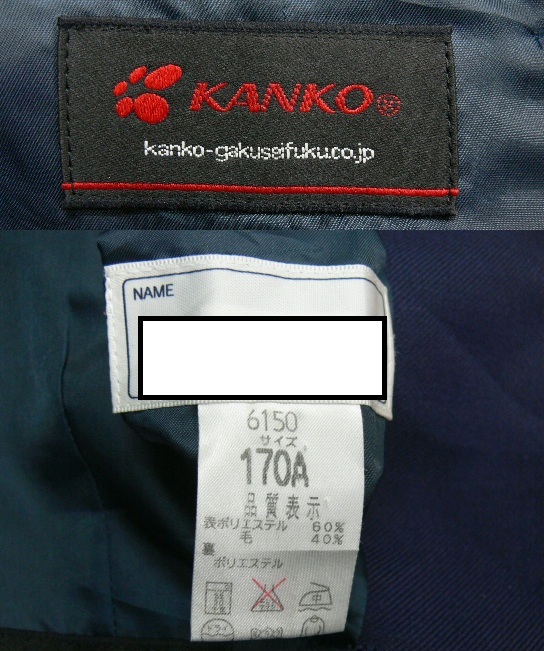 KANKO®
kanko-gakuseifuku.co.jp
NAME
6150
サイズ
170A
品質表示
表ポリエステル 60%
毛 40%
裏
ポリエステル
中